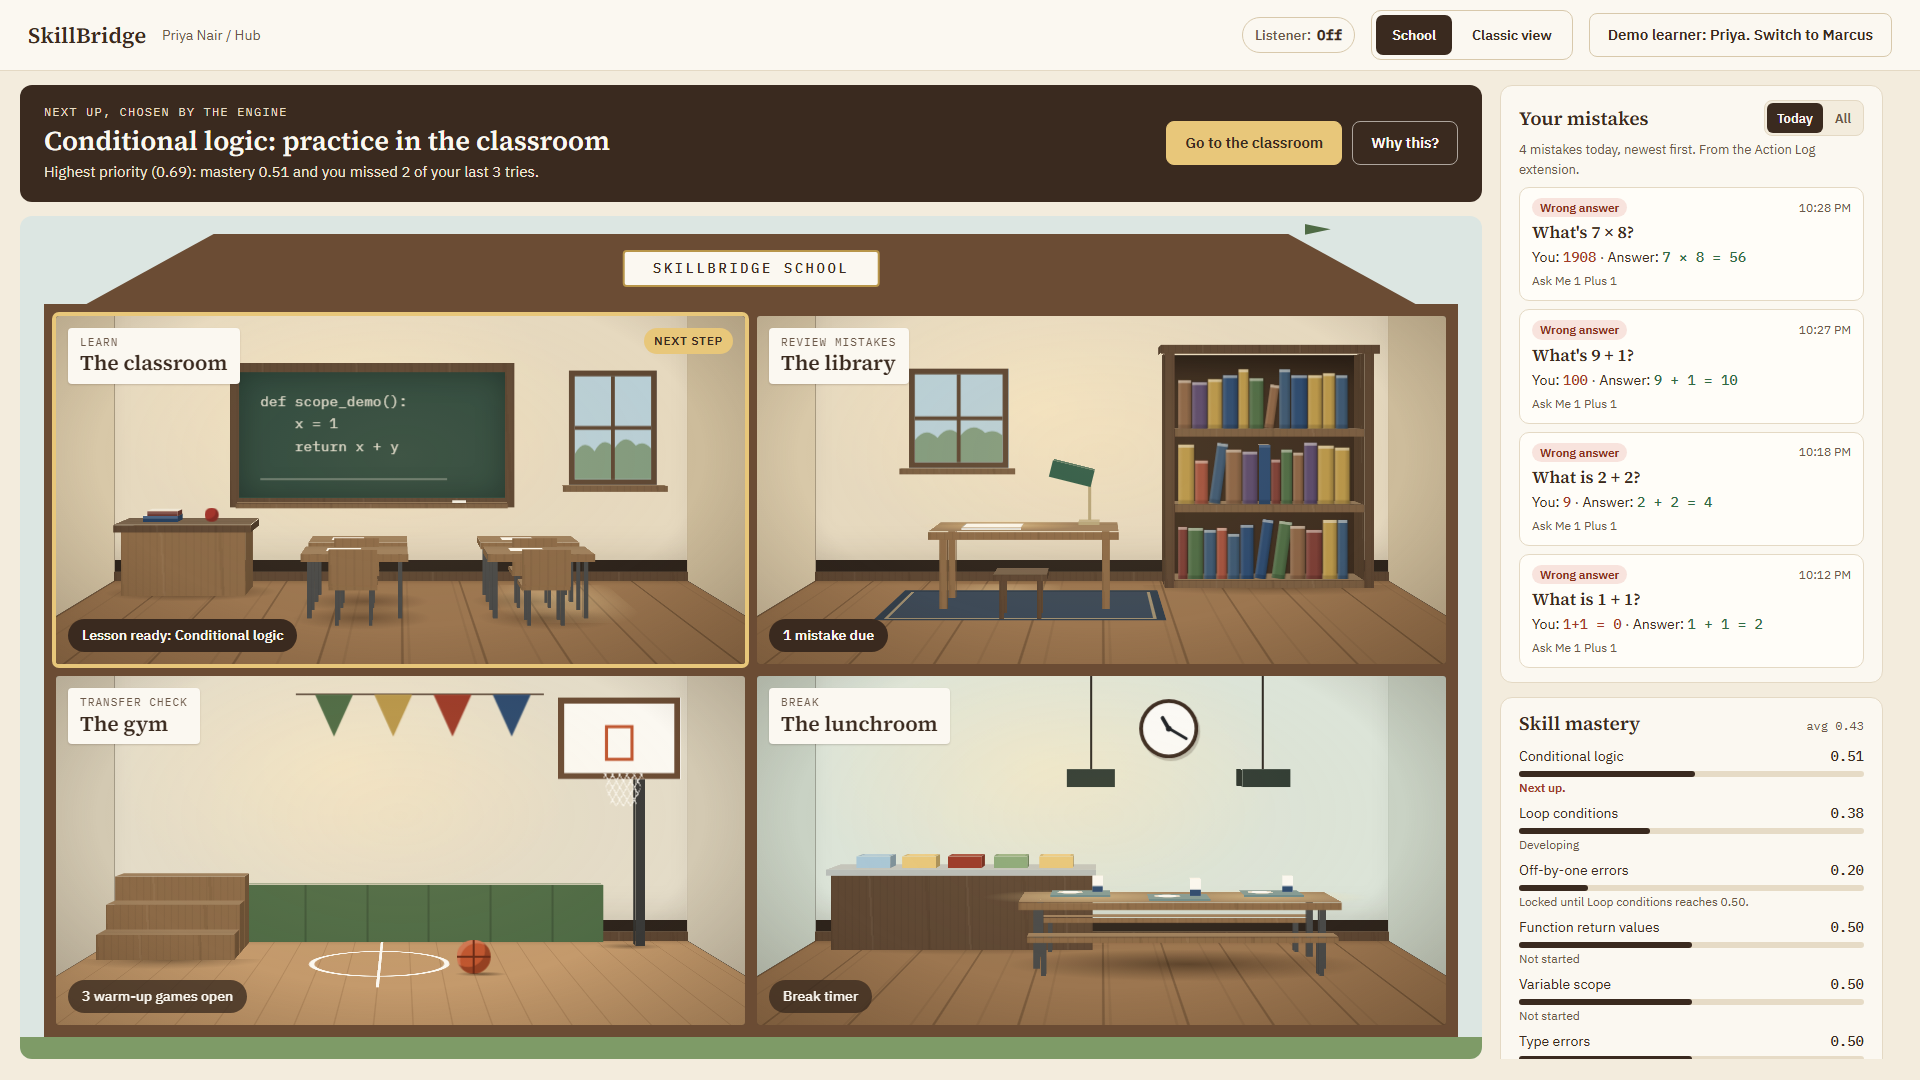 SkillBridge
Priya Nair / Hub
Listener: Off
School
Classic view
Demo learner: Priya. Switch to Marcus
NEXT UP, CHOSEN BY THE ENGINE
Conditional logic: practice in the classroom
Highest priority (0.69): mastery 0.51 and you missed 2 of your last 3 tries.
Go to the classroom
Why this?
SKILLBRIDGE SCHOOL
LEARN
The classroom
NEXT STEP
def scope_demo():
x = 1
return x + y
Lesson ready: Conditional logic
REVIEW MISTAKES
The library
1 mistake due
TRANSFER CHECK
The gym
3 warm-up games open
BREAK
The lunchroom
Break timer
Your mistakes
Today
All
4 mistakes today, newest first. From the Action Log
extension.
Wrong answer
10:28 PM
What's 7 × 8?
You: 1908 · Answer: 7 × 8 = 56
Ask Me 1 Plus 1
Wrong answer
10:27 PM
What's 9 + 1?
You: 100 · Answer: 9 + 1 = 10
Ask Me 1 Plus 1
Wrong answer
10:18 PM
What is 2 + 2?
You: 9 · Answer: 2 + 2 = 4
Ask Me 1 Plus 1
Wrong answer
10:12 PM
What is 1 + 1?
You: 1+1 = 0 · Answer: 1 + 1 = 2
Ask Me 1 Plus 1
Skill mastery
avg 0.43
Conditional logic
0.51
Next up.
Loop conditions
0.38
Developing
Off-by-one errors
0.20
Locked until Loop conditions reaches 0.50.
Function return values
0.50
Not started
Variable scope
0.50
Not started
Type errors
0.50